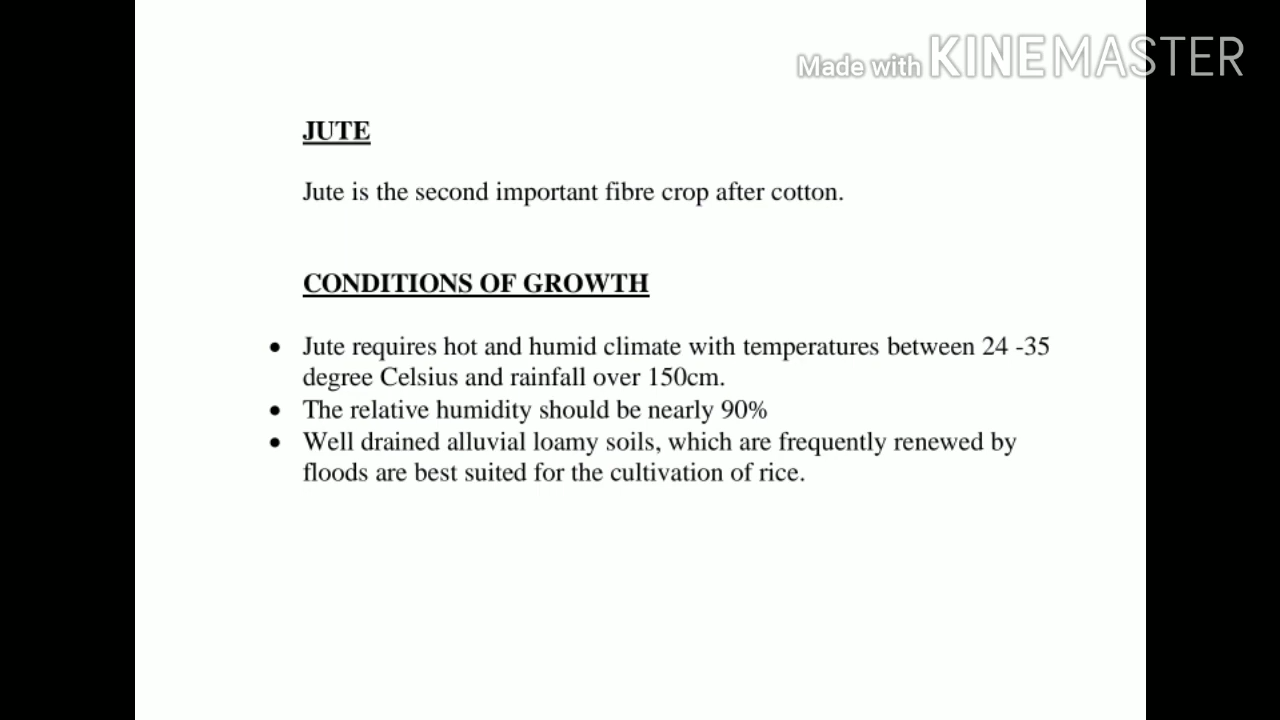 Made with KINEMASTER
JUTE
Jute is the second important fibre crop after cotton.
CONDITIONS OF GROWTH
• Jute requires hot and humid climate with temperatures between 24 -35
degree Celsius and rainfall over 150cm.
• The relative humidity should be nearly 90%
• Well drained alluvial loamy soils, which are frequently renewed by
floods are best suited for the cultivation of rice.